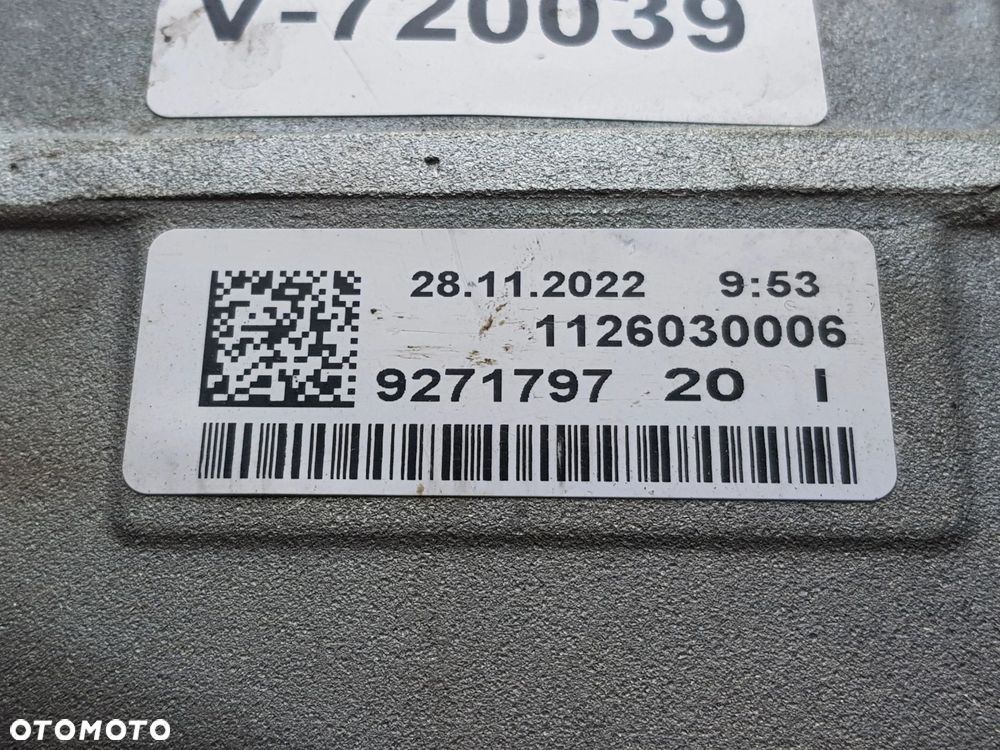 V-720039
28.11.2022 9:53
1126030006
9271797 20 I
OTOMOTO